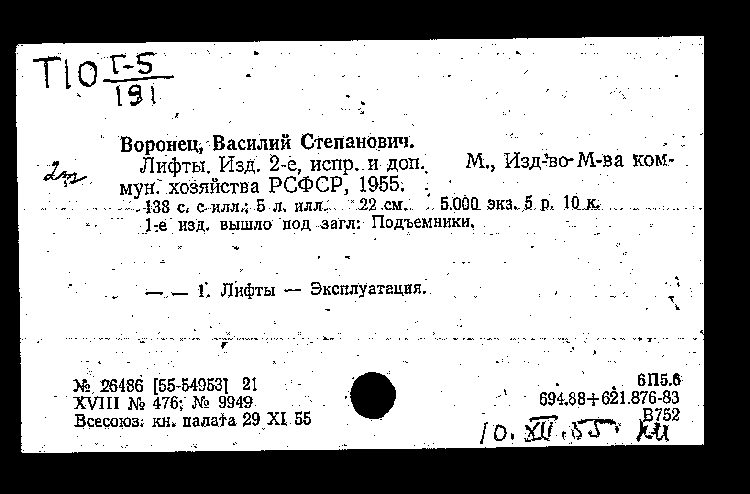 Т10 Г-5
191
Воронец, Василий Степанович.
Лифты. Изд. 2-е, испр. и доп. М., Изд-во М-ва ком-
мун. хозяйства РСФСР, 1955.
138 с. с илл.; 5 л. илл. 22 см. 5.000 экз. 5 р. 10 к.
1-е изд. вышло под загл: Подъемники.
— — 1. Лифты — Эксплуатация.
№ 26486 [55-54953] 21
XVIII № 476; № 9949
Всесоюз. кн. палата 29 XI 55
6П5.6
694.88+621.876-83
В752
10.XII.55.